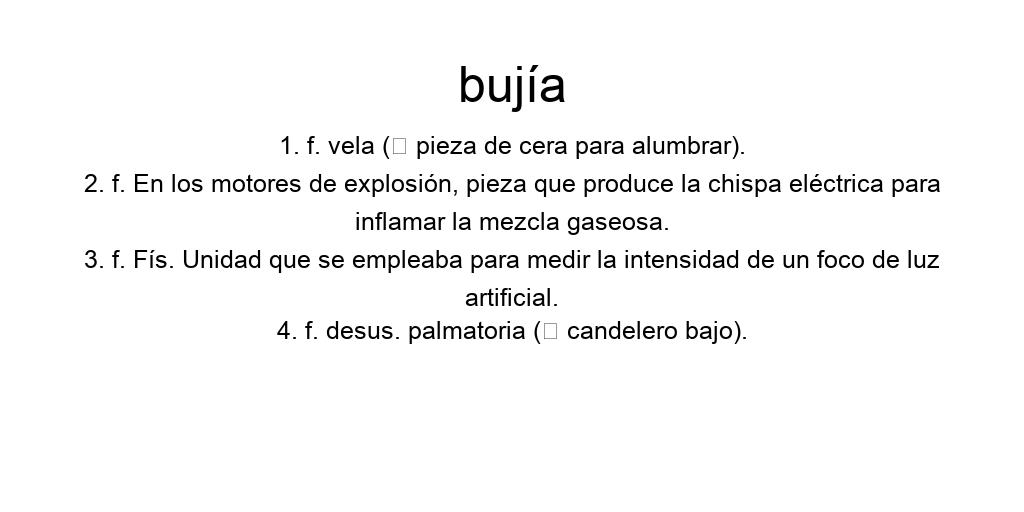 bujía
1. f. vela (▯ pieza de cera para alumbrar).
2. f. En los motores de explosión, pieza que produce la chispa eléctrica para
inflamar la mezcla gaseosa.
3. f. Fís. Unidad que se empleaba para medir la intensidad de un foco de luz
artificial.
4. f. desus. palmatoria (▯ candelero bajo).